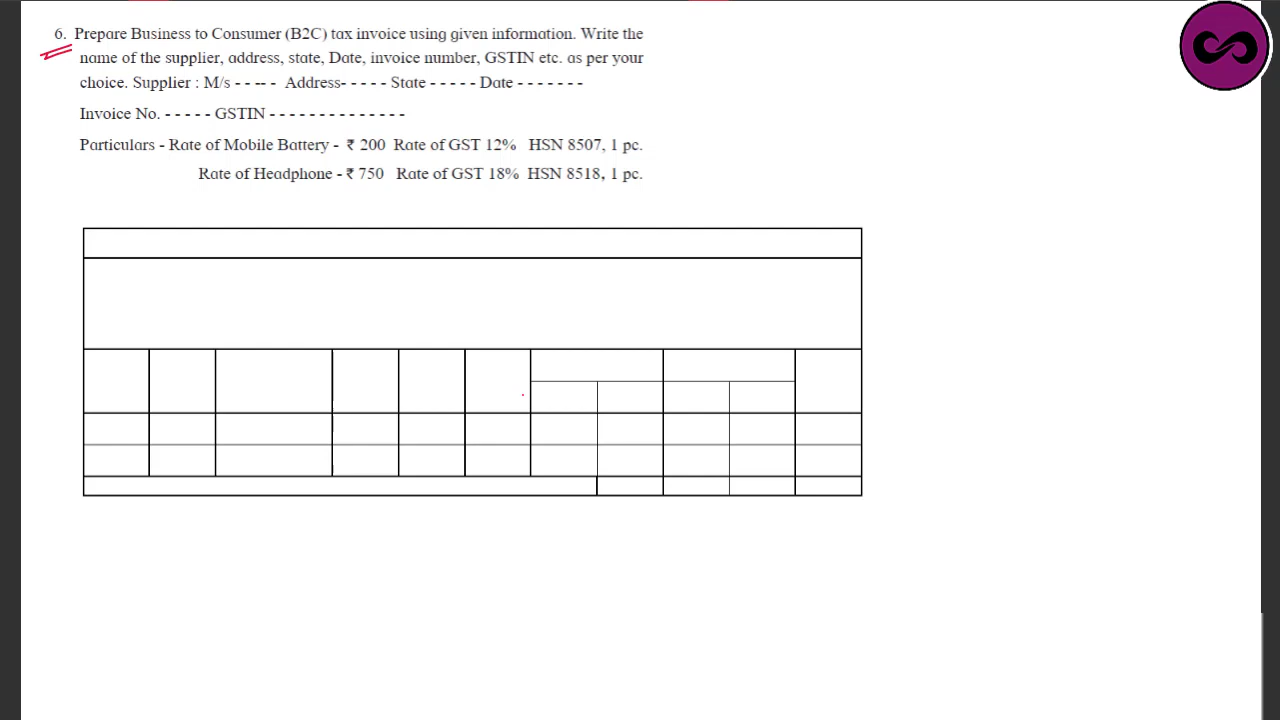 6. Prepare Business to Consumer (B2C) tax invoice using given information. Write the
name of the supplier, address, state, Date, invoice number, GSTIN etc. as per your
choice. Supplier : M/s - - -- - Address- - - - - State - - - - - Date - - - - - - -
Invoice No. - - - - - GSTIN - - - - - - - - - - - - - -
Particulars - Rate of Mobile Battery - ₹ 200 Rate of GST 12% HSN 8507, 1 pc.
Rate of Headphone - ₹ 750 Rate of GST 18% HSN 8518, 1 pc.